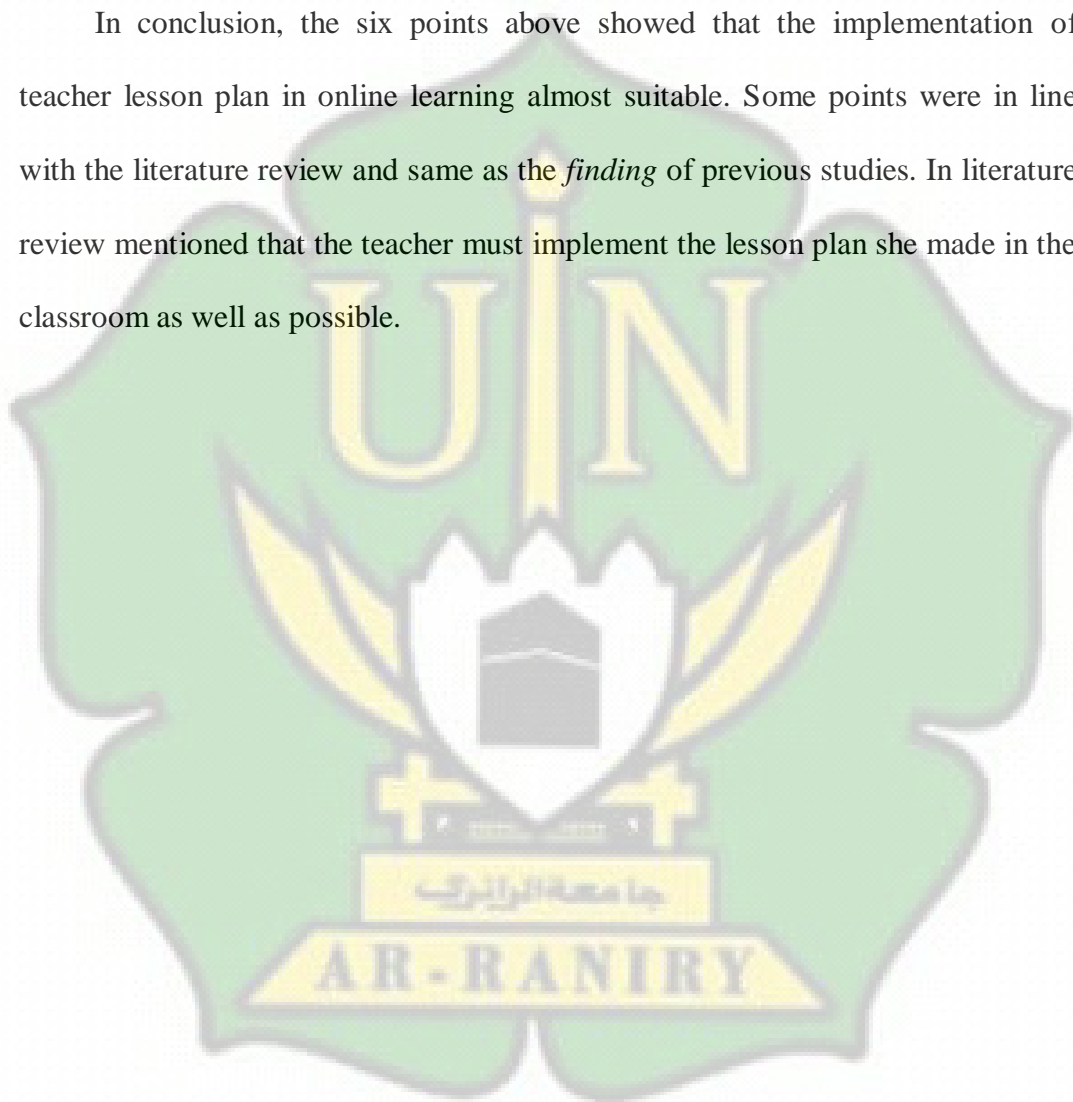 In conclusion, the six points above showed that the implementation of
teacher lesson plan in online learning almost suitable. Some points were in line
with the literature review and same as the finding of previous studies. In literature
review mentioned that the teacher must implement the lesson plan she made in the
classroom as well as possible.
UIN
جامعة الرانري
AR-RANIRY